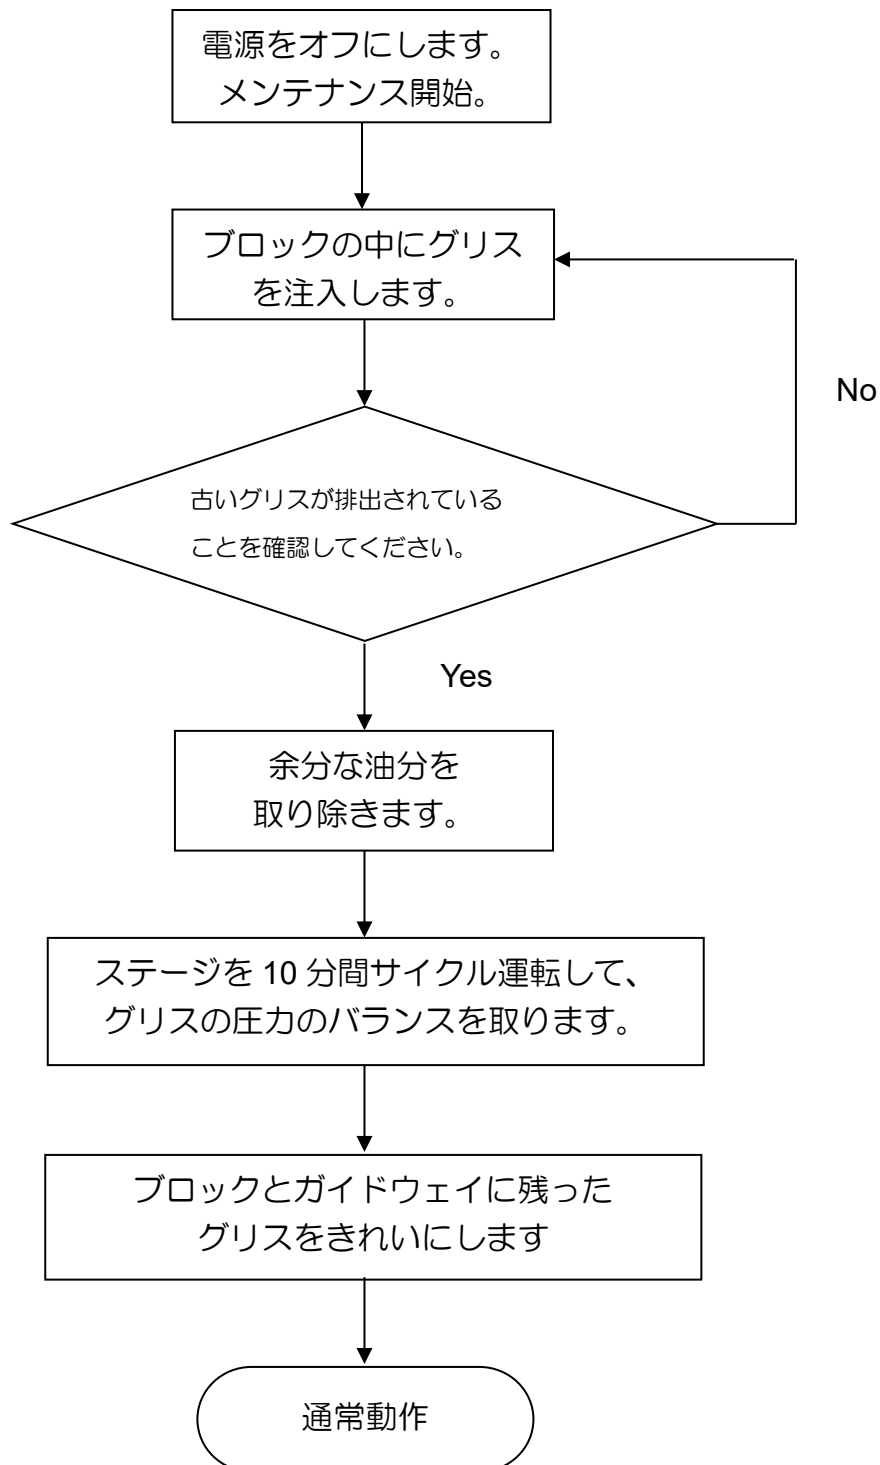 電源をオフにします。
メンテナンス開始。
ブロックの中にグリス
を注入します。
No
古いグリスが排出されている
ことを確認してください。
Yes
余分な油分を
取り除きます。
ステージを 10 分間サイクル運転して、
グリスの圧力のバランスを取ります。
ブロックとガイドウェイに残った
グリスをきれいにします
通常動作